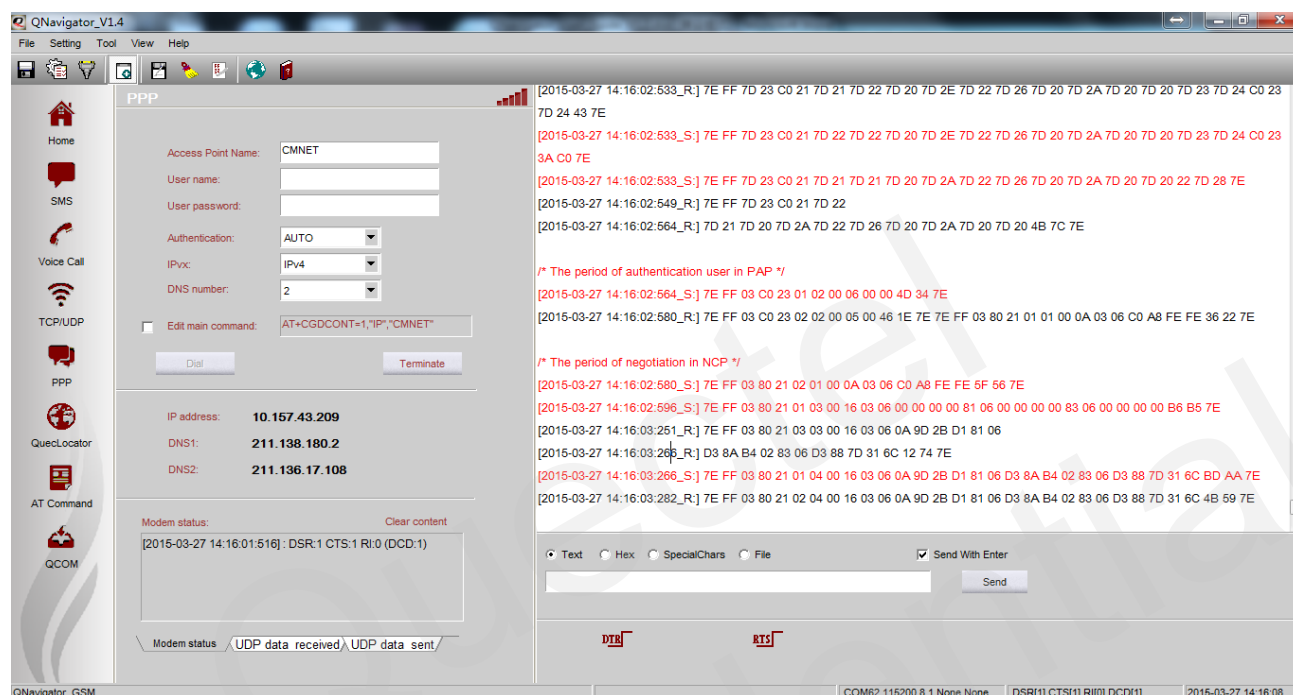 QNavigator_V1.4
File Setting Tool View Help
Home
SMS
Voice Call
TCP/UDP
PPP
QuecLocator
AT Command
QCOM
PPP
Access Point Name: CMNET
User name:
User password:
Authentication: AUTO
IPvx: IPv4
DNS number: 2
Edit main command: AT+CGDCONT=1,"IP","CMNET"
Dial Terminate
IP address: 10.157.43.209
DNS1: 211.138.180.2
DNS2: 211.136.17.108
Modem status: Clear content
[2015-03-27 14:16:01:516] : DSR:1 CTS:1 RI:0 (DCD:1)
Modem status UDP data received UDP data sent
[2015-03-27 14:16:02:533_R:] 7E FF 7D 23 C0 21 7D 21 7D 22 7D 20 7D 2E 7D 22 7D 26 7D 20 7D 2A 7D 20 7D 20 7D 23 7D 24 C0 23
7D 24 43 7E
[2015-03-27 14:16:02:533_S:] 7E FF 7D 23 C0 21 7D 22 7D 22 7D 20 7D 2E 7D 22 7D 26 7D 20 7D 2A 7D 20 7D 20 7D 23 7D 24 C0 23
3A C0 7E
[2015-03-27 14:16:02:533_S:] 7E FF 7D 23 C0 21 7D 21 7D 21 7D 20 7D 2A 7D 22 7D 26 7D 20 7D 2A 7D 20 7D 20 22 7D 28 7E
[2015-03-27 14:16:02:549_R:] 7E FF 7D 23 C0 21 7D 22
[2015-03-27 14:16:02:564_R:] 7D 21 7D 20 7D 2A 7D 22 7D 26 7D 20 7D 2A 7D 20 7D 20 4B 7C 7E
/* The period of authentication user in PAP */
[2015-03-27 14:16:02:564_S:] 7E FF 03 C0 23 01 02 00 06 00 00 4D 34 7E
[2015-03-27 14:16:02:580_R:] 7E FF 03 C0 23 02 02 00 05 00 46 1E 7E 7E 7E FF 03 80 21 01 01 00 0A 03 06 C0 A8 FE FE 36 22 7E
/* The period of negotiation in NCP */
[2015-03-27 14:16:02:580_S:] 7E FF 03 80 21 02 01 00 0A 03 06 C0 A8 FE FE 5F 56 7E
[2015-03-27 14:16:02:596_S:] 7E FF 03 80 21 01 03 00 16 03 06 00 00 00 00 81 06 00 00 00 00 83 06 00 00 00 00 B6 B5 7E
[2015-03-27 14:16:03:251_R:] 7E FF 03 80 21 03 03 00 16 03 06 0A 9D 2B D1 81 06
[2015-03-27 14:16:03:266_R:] D3 8A B4 02 83 06 D3 88 7D 31 6C 12 74 7E
[2015-03-27 14:16:03:266_S:] 7E FF 03 80 21 01 04 00 16 03 06 0A 9D 2B D1 81 06 D3 8A B4 02 83 06 D3 88 7D 31 6C BD AA 7E
[2015-03-27 14:16:03:282_R:] 7E FF 03 80 21 02 04 00 16 03 06 0A 9D 2B D1 81 06 D3 8A B4 02 83 06 D3 88 7D 31 6C 4B 59 7E
Text Hex SpecialChars File Send With Enter
Send
DTR RTS
QNavigator_GSM COM62,115200,8,1,None,None DSR[1] CTS[1] RI[0] DCD[1] 2015-03-27 14:16:08
Quectel